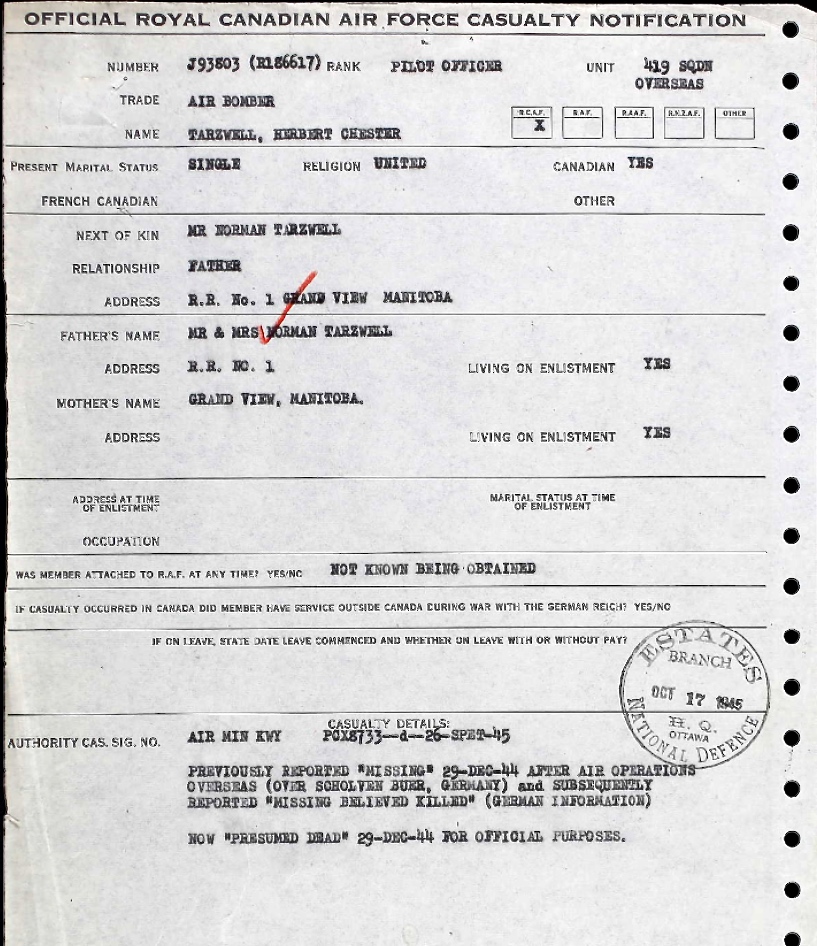 OFFICIAL ROYAL CANADIAN AIR FORCE CASUALTY NOTIFICATION
NUMBER J93803 (R186617) RANK PILOT OFFICER UNIT 419 SQDN
OVERSEAS
TRADE AIR BOMBER
R.C.A.F. R.A.F. R.A.A.F. R.N.Z.A.F. OTHER
X
NAME TARZWELL, HERBERT CHESTER
PRESENT MARITAL STATUS SINGLE RELIGION UNITED CANADIAN YES
FRENCH CANADIAN OTHER
NEXT OF KIN MR NORMAN TARZWELL
RELATIONSHIP FATHER
ADDRESS R.R. No. 1 GRAND VIEW MANITOBA
FATHER'S NAME MR & MRS NORMAN TARZWELL
ADDRESS R.R. NO. 1 LIVING ON ENLISTMENT YES
MOTHER'S NAME GRAND VIEW, MANITOBA.
ADDRESS LIVING ON ENLISTMENT YES
ADDRESS AT TIME OF ENLISTMENT MARITAL STATUS AT TIME OF ENLISTMENT
OCCUPATION
WAS MEMBER ATTACHED TO R.A.F. AT ANY TIME? YES/NO NOT KNOWN BEING OBTAINED
IF CASUALTY OCCURRED IN CANADA DID MEMBER HAVE SERVICE OUTSIDE CANADA DURING WAR WITH THE GERMAN REICH? YES/NO
IF ON LEAVE, STATE DATE LEAVE COMMENCED AND WHETHER ON LEAVE WITH OR WITHOUT PAY?
ESTATES
BRANCH
OCT 17 1945
H. Q.
OTTAWA
NATIONAL DEFENCE
CASUALTY DETAILS:
AUTHORITY CAS. SIG. NO. AIR MIN KWY PCX8733--d--26-SPET-45
PREVIOUSLY REPORTED "MISSING" 29-DEC-44 AFTER AIR OPERATIONS
OVERSEAS (OVER SCHOLVEN BUER, GERMANY) and SUBSEQUENTLY
REPORTED "MISSING BELIEVED KILLED" (GERMAN INFORMATION)
NOW "PRESUMED DEAD" 29-DEC-44 FOR OFFICIAL PURPOSES.